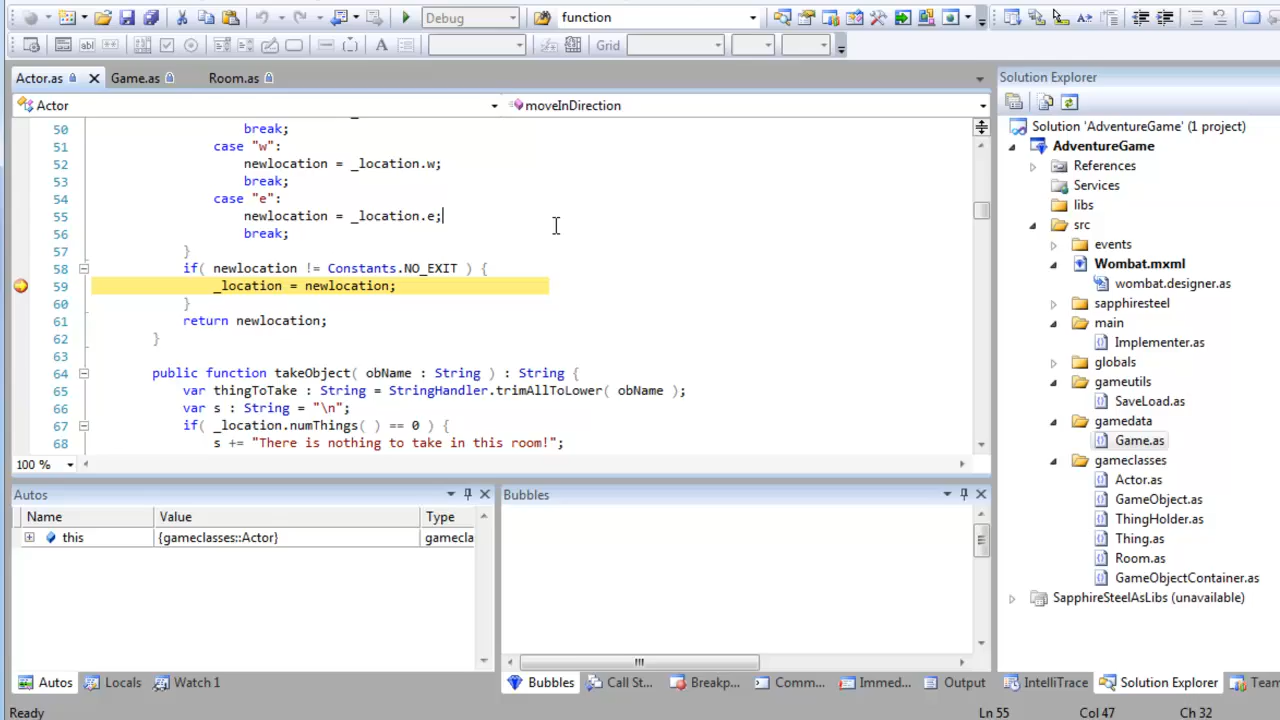 Debug function
Grid
Actor.as Game.as Room.as
Actor moveInDirection
50 break;
51 case "w":
52 newlocation = _location.w;
53 break;
54 case "e":
55 newlocation = _location.e;
56 break;
57 }
58 if( newlocation != Constants.NO_EXIT ) {
59 _location = newlocation;
60 }
61 return newlocation;
62 }
63
64 public function takeObject( obName : String ) : String {
65 var thingToTake : String = StringHandler.trimAllToLower( obName );
66 var s : String = "\n";
67 if( _location.numThings( ) == 0 ) {
68 s += "There is nothing to take in this room!";
100 %
Autos
Name Value Type
this {gameclasses::Actor} gamecla
Autos Locals Watch 1
Bubbles
Bubbles Call St... Breakp... Comm... Immed... Output
Solution Explorer
Solution 'AdventureGame' (1 project)
AdventureGame
References
Services
libs
src
events
Wombat.mxml
wombat.designer.as
sapphiresteel
main
Implementer.as
globals
gameutils
SaveLoad.as
gamedata
Game.as
gameclasses
Actor.as
GameObject.as
ThingHolder.as
Thing.as
Room.as
GameObjectContainer.as
SapphireSteelAsLibs (unavailable)
IntelliTrace Solution Explorer Team
Ready Ln 55 Col 47 Ch 32